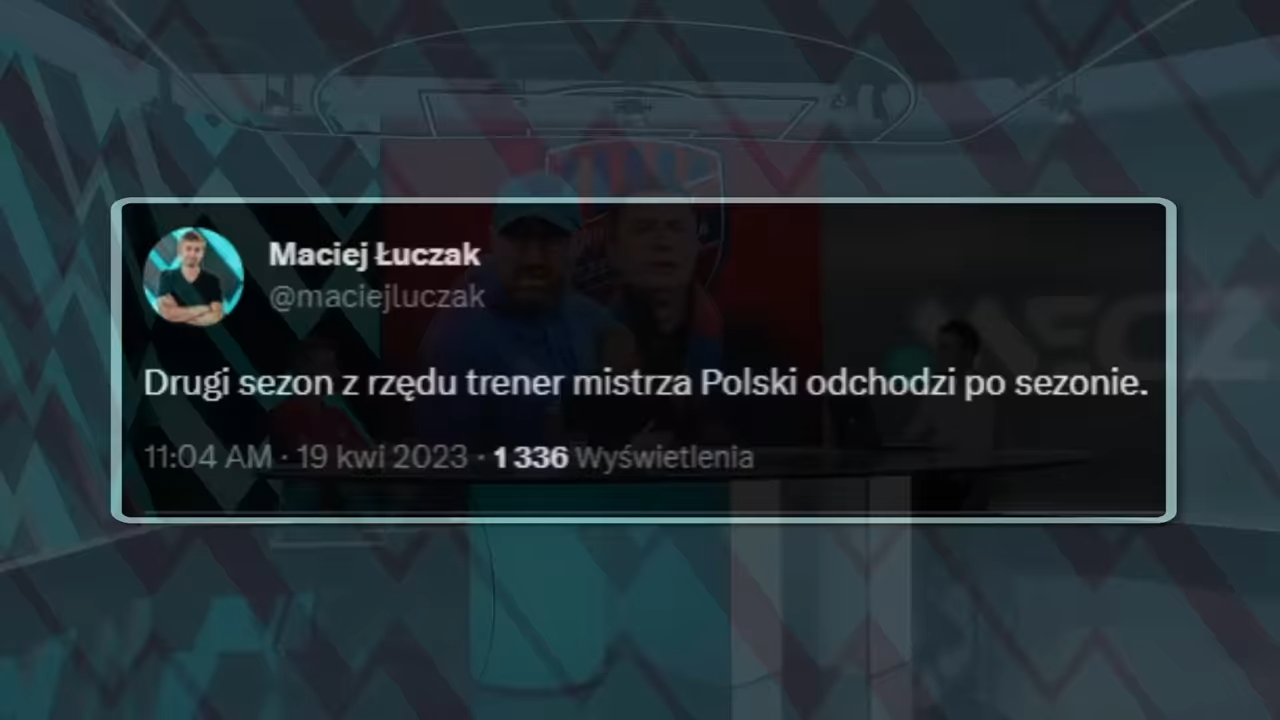 Maciej Łuczak
@maciejluczak
Drugi sezon z rzędu trener mistrza Polski odchodzi po sezonie.
11:04 AM · 19 kwi 2023 · 1 336 Wyświetlenia